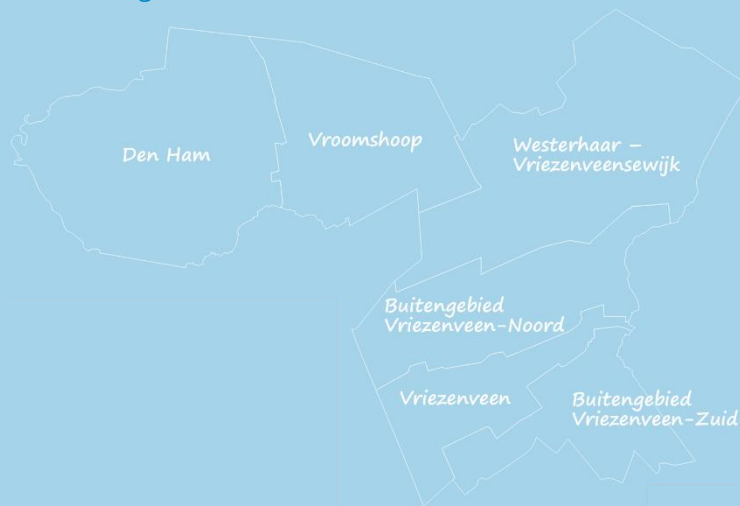 Den Ham
Vroomshoop
Westerhaar –
Vriezenveensewijk
Buitengebied
Vriezenveen-Noord
Vriezenveen
Buitengebied
Vriezenveen-Zuid